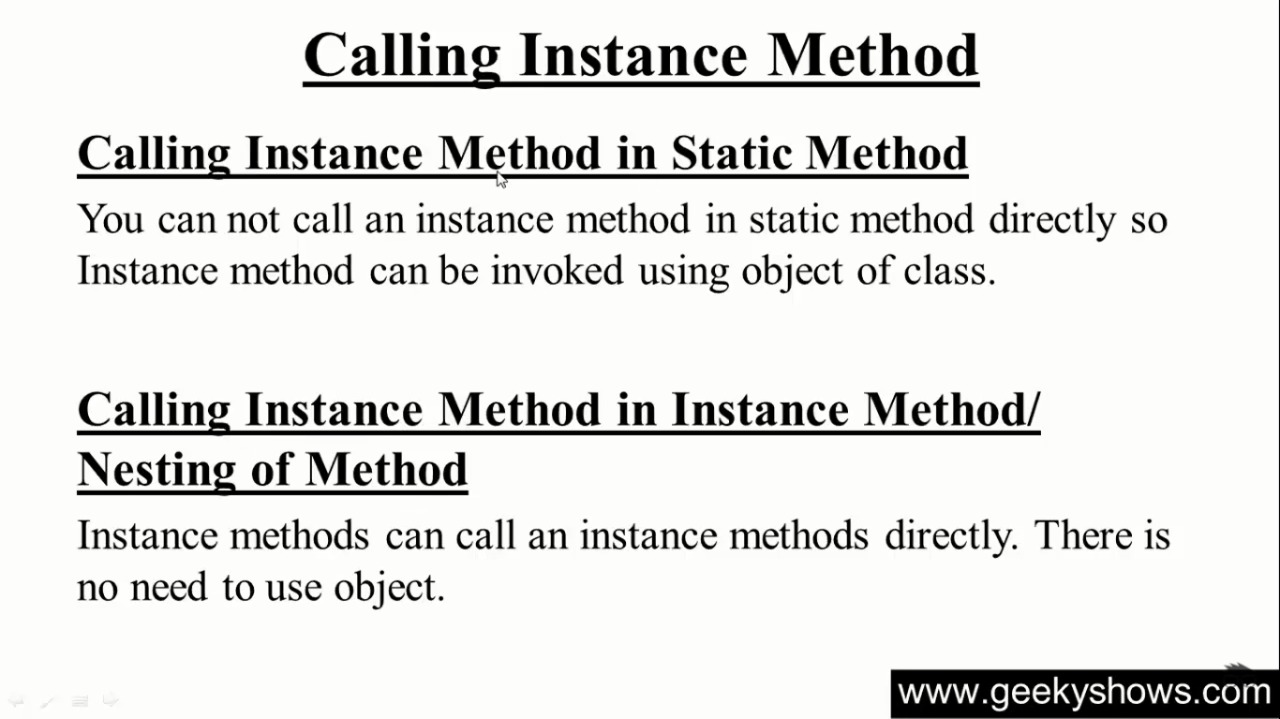 Calling Instance Method
Calling Instance Method in Static Method
You can not call an instance method in static method directly so
Instance method can be invoked using object of class.
Calling Instance Method in Instance Method/
Nesting of Method
Instance methods can call an instance methods directly. There is
no need to use object.
www.geekyshows.com